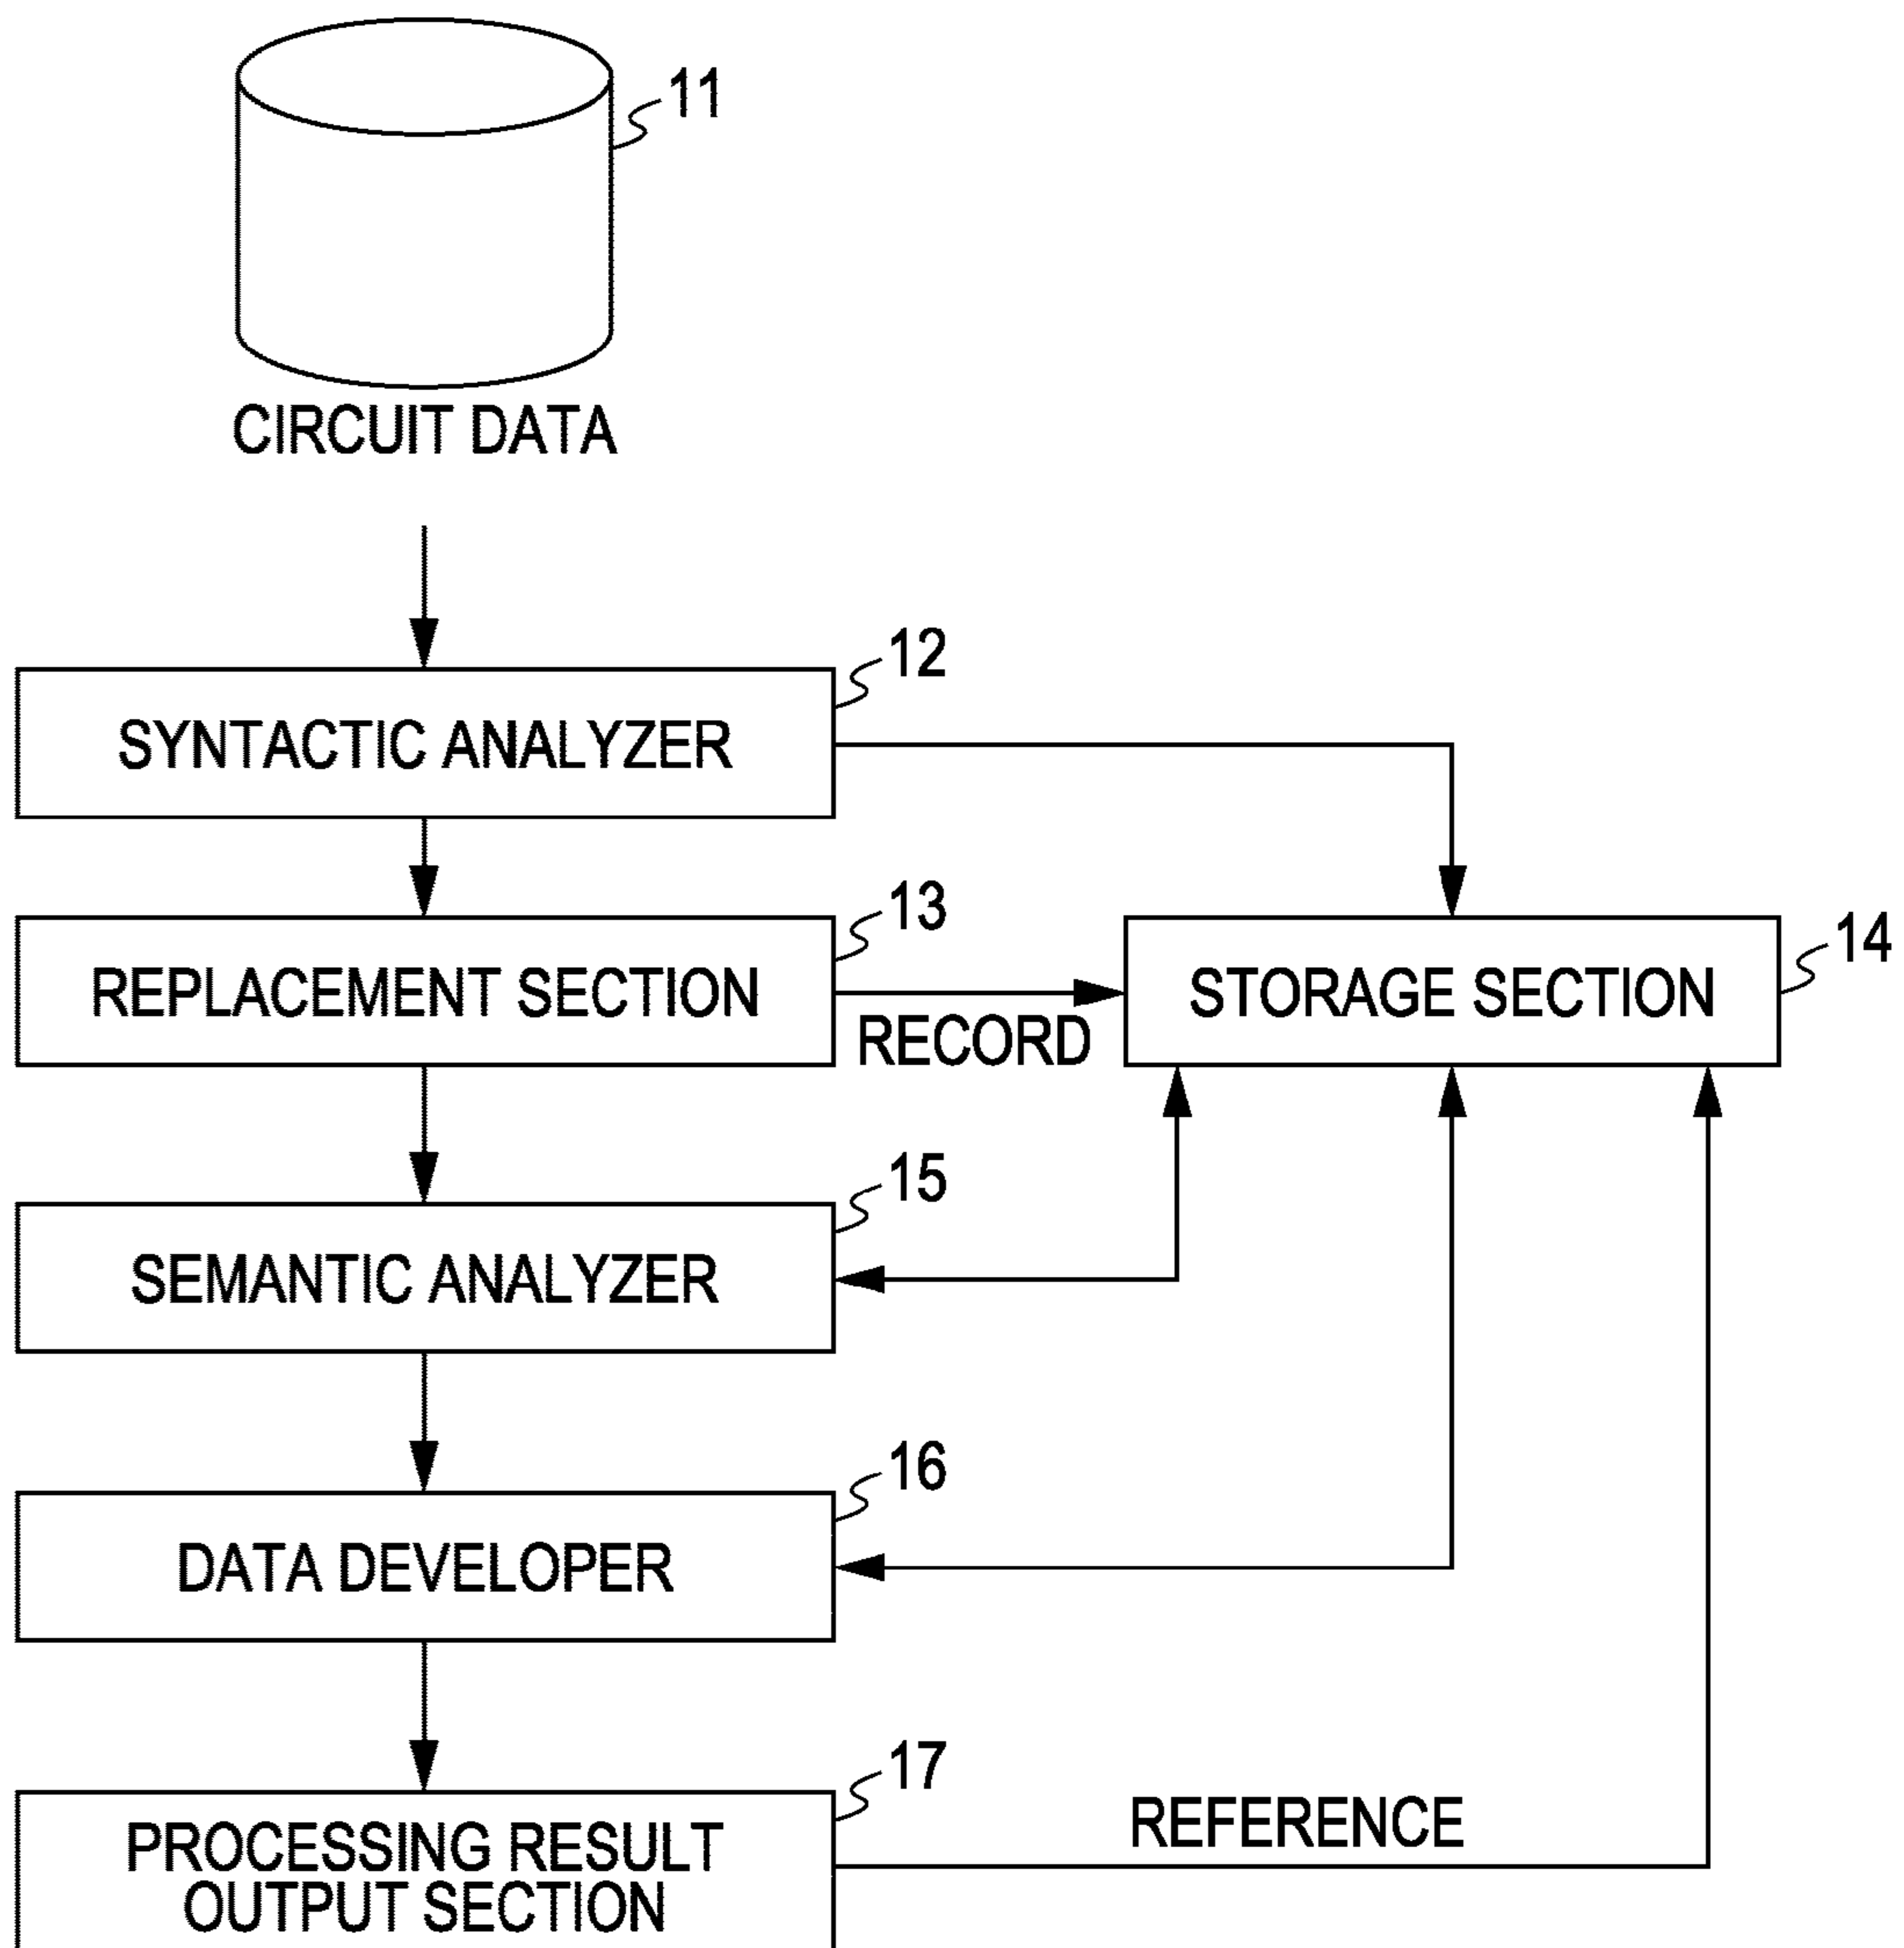 11
CIRCUIT DATA
12
SYNTACTIC ANALYZER
13
REPLACEMENT SECTION
RECORD
14
STORAGE SECTION
15
SEMANTIC ANALYZER
16
DATA DEVELOPER
17
PROCESSING RESULT
OUTPUT SECTION
REFERENCE